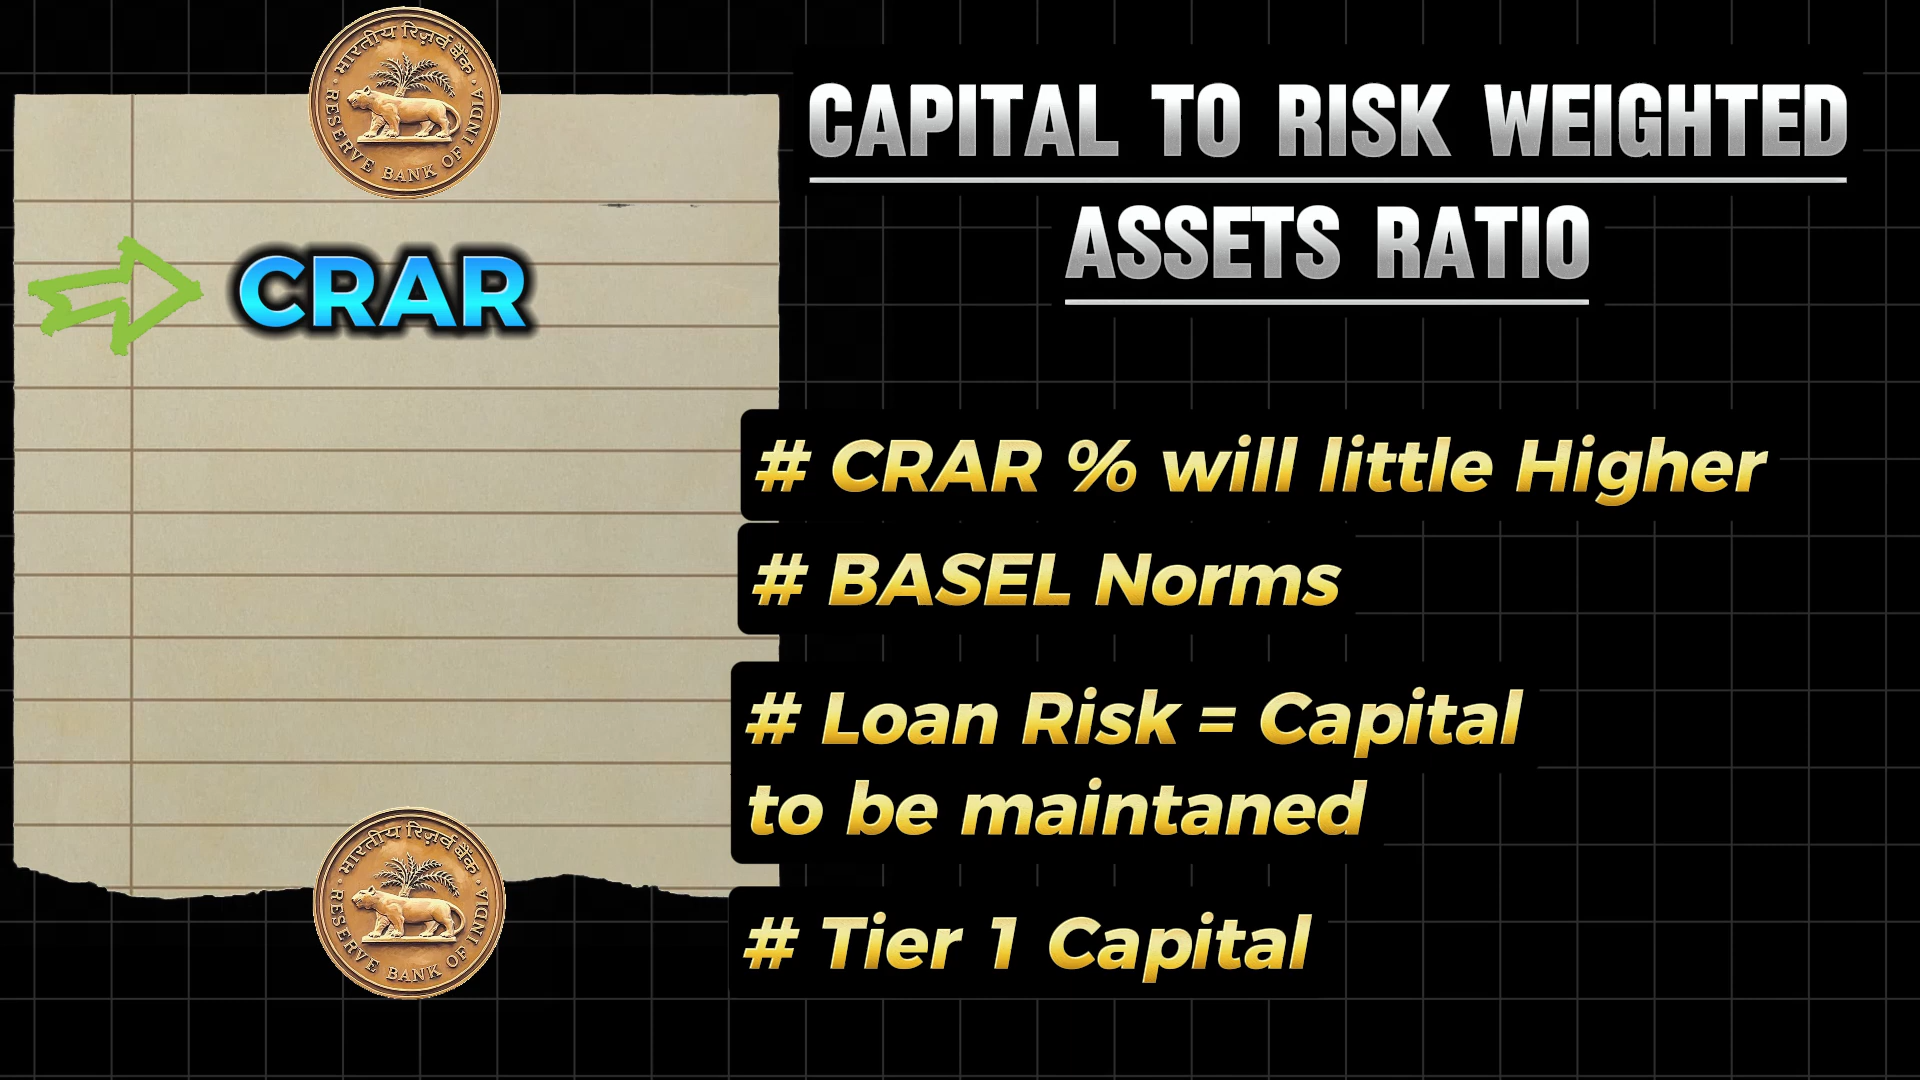 भारतीय रिज़र्व बैंक
RESERVE BANK OF INDIA
CAPITAL TO RISK WEIGHTED
ASSETS RATIO
CRAR
# CRAR % will little Higher
# BASEL Norms
# Loan Risk = Capital
to be maintaned
# Tier 1 Capital
भारतीय रिज़र्व बैंक
RESERVE BANK OF INDIA